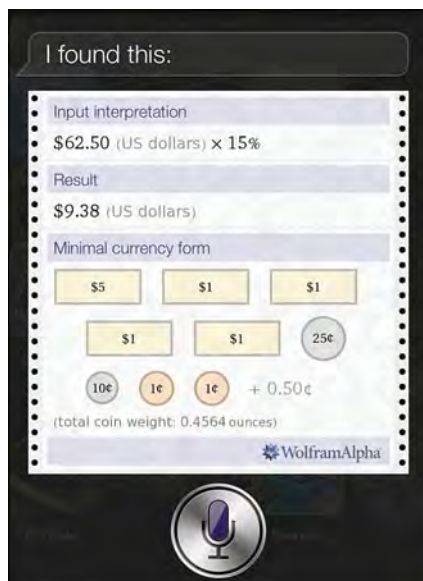 I found this:
Input interpretation
$62.50 (US dollars) × 15%
Result
$9.38 (US dollars)
Minimal currency form
$5 $1 $1
$1 $1 25¢
10¢ 1¢ 1¢ + 0.50¢
(total coin weight: 0.4564 ounces)
WolframAlpha